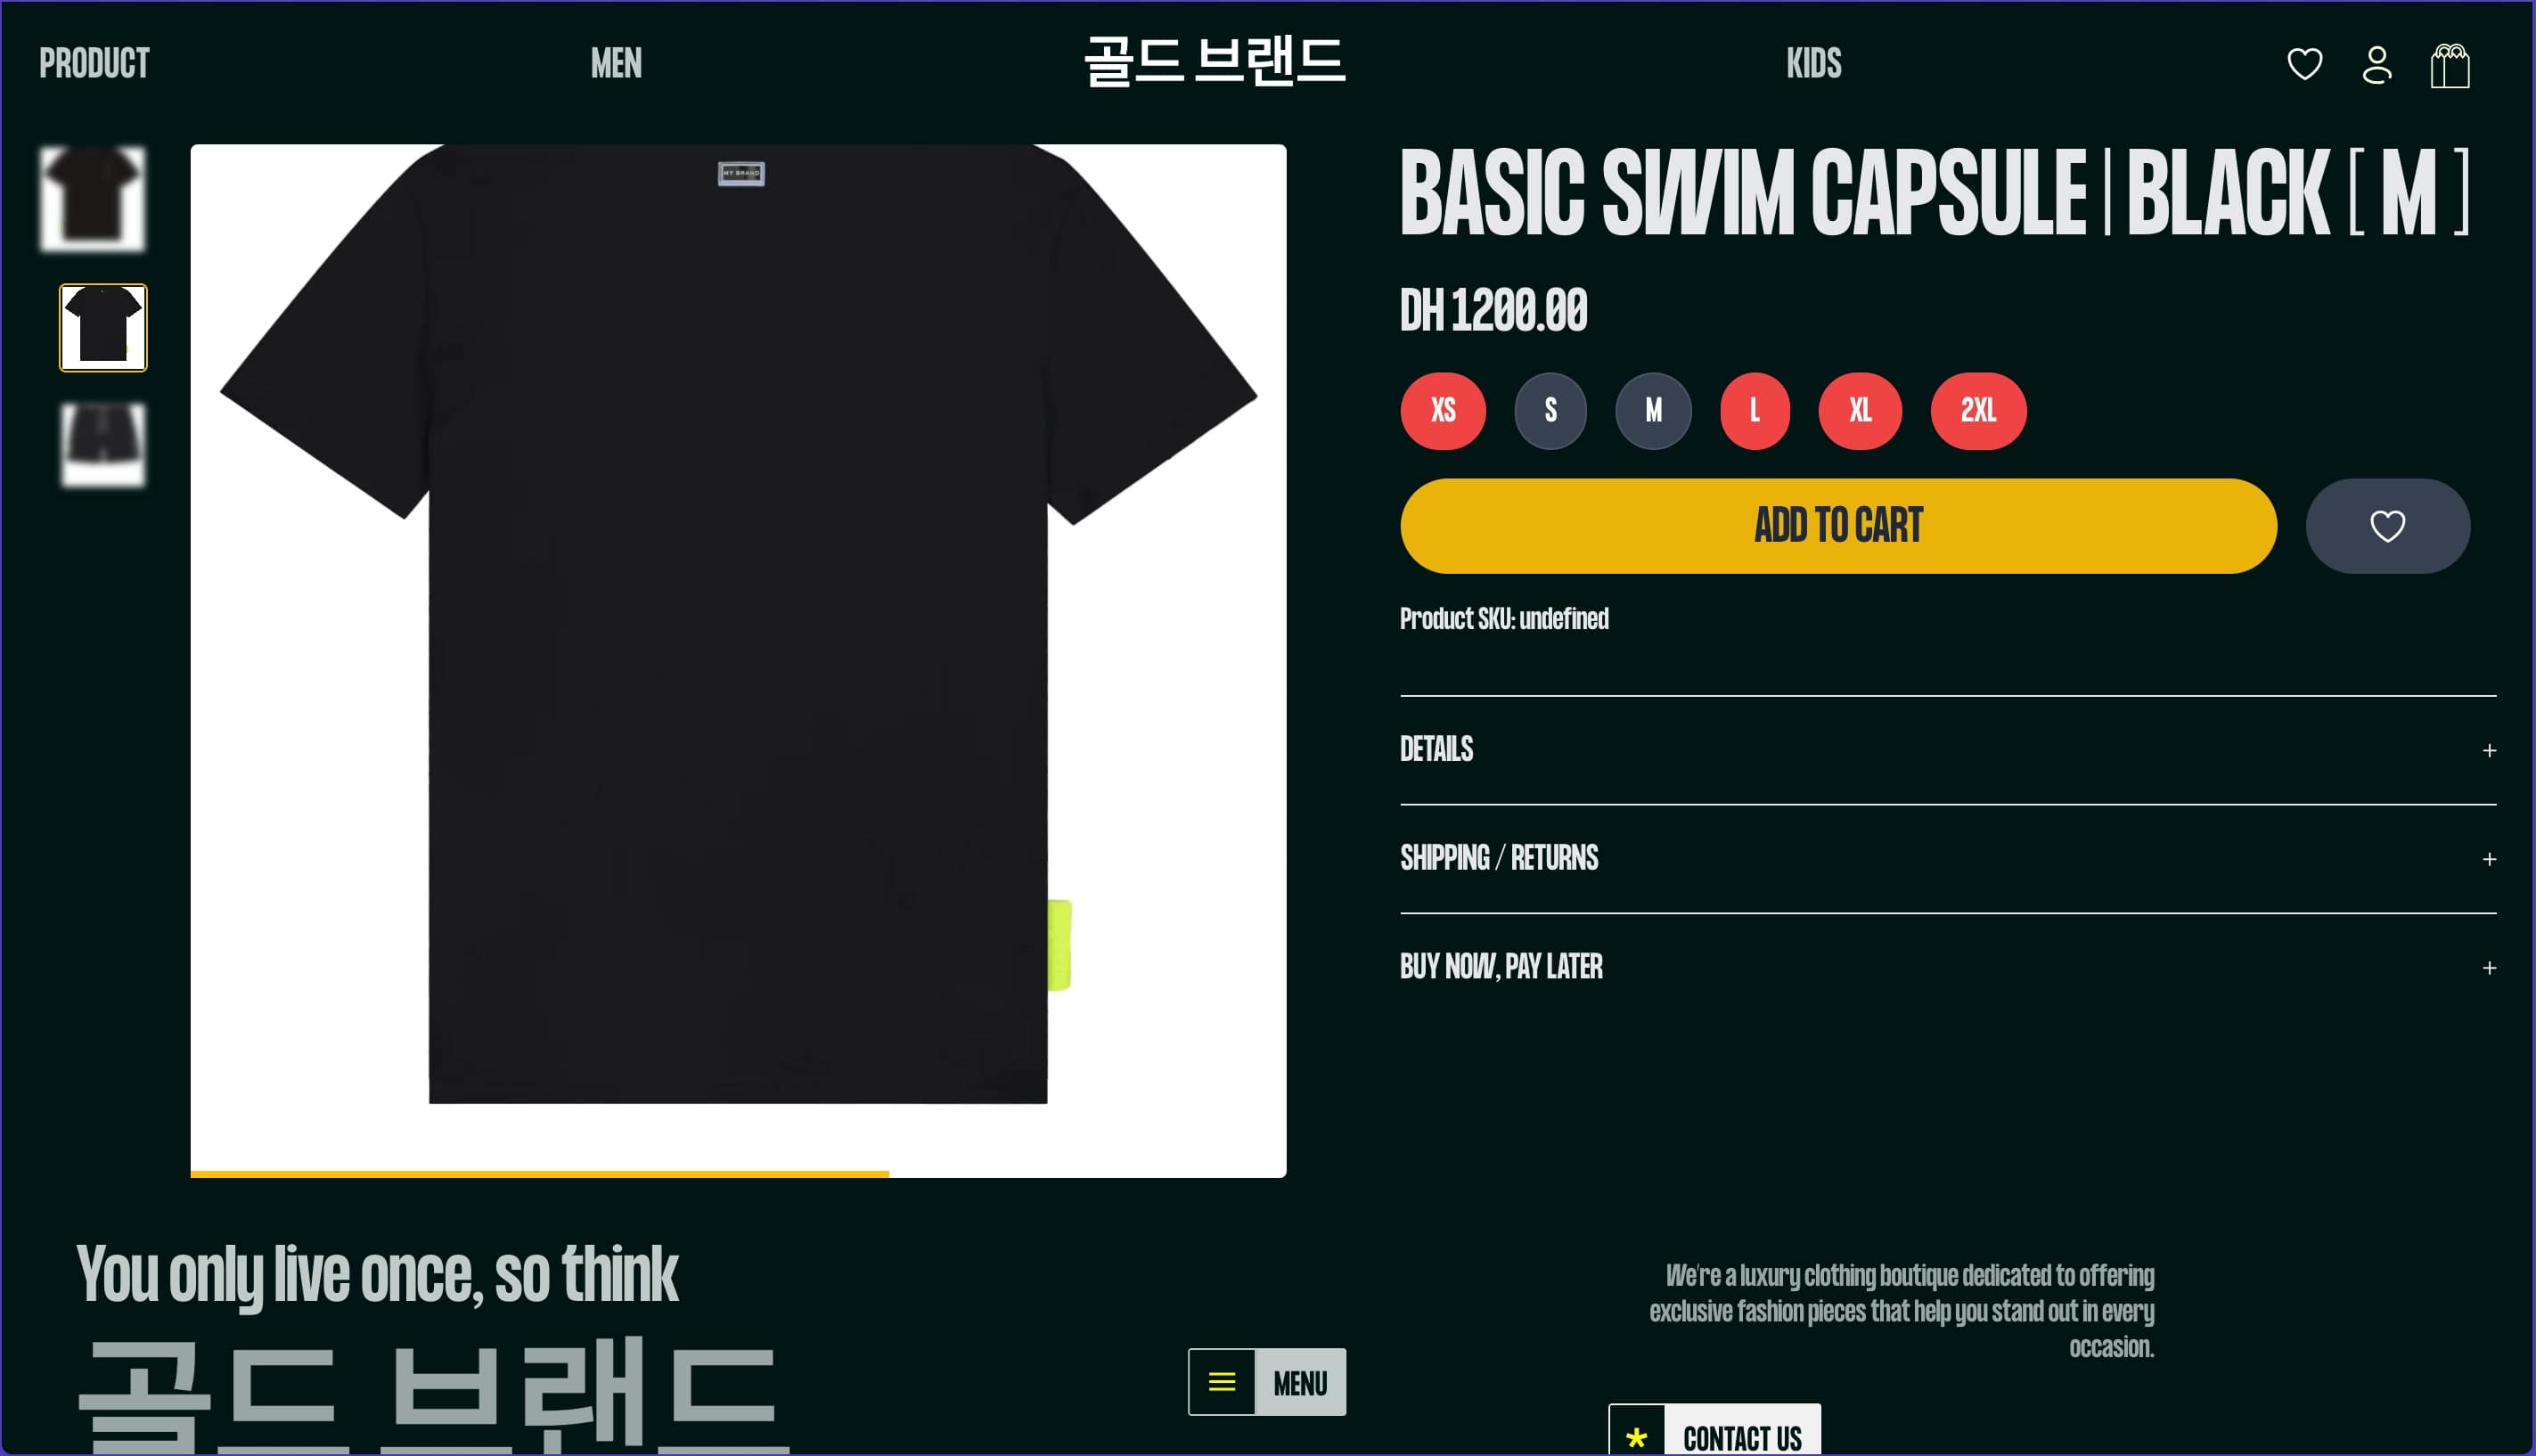 PRODUCT
MEN
골드 브랜드
KIDS
MY BRAND
BASIC SWIM CAPSULE | BLACK [ M ]
DH 1200.00
XS S M L XL 2XL
ADD TO CART
Product SKU: undefined
DETAILS +
SHIPPING / RETURNS +
BUY NOW, PAY LATER +
You only live once, so think
골드 브랜드
MENU
We're a luxury clothing boutique dedicated to offering
exclusive fashion pieces that help you stand out in every
occasion.
* CONTACT US